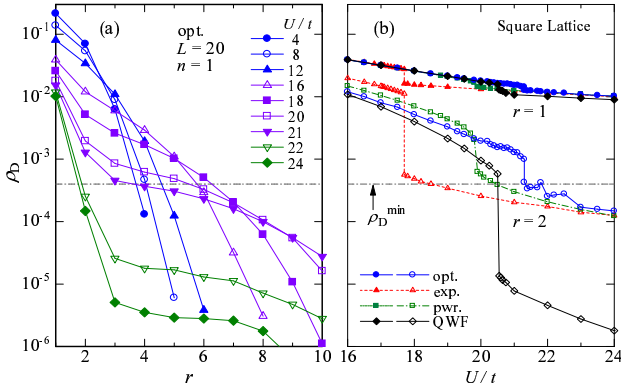 (a)
opt.
L = 20
n = 1
U / t
4
8
12
16
18
20
21
22
24
10^-1
10^-2
10^-3
10^-4
10^-5
10^-6
ρ_D
2
4
6
8
10
r
(b)
Square Lattice
r = 1
ρ_D^min
r = 2
opt.
exp.
pwr.
QWF
16
18
20
22
24
U / t